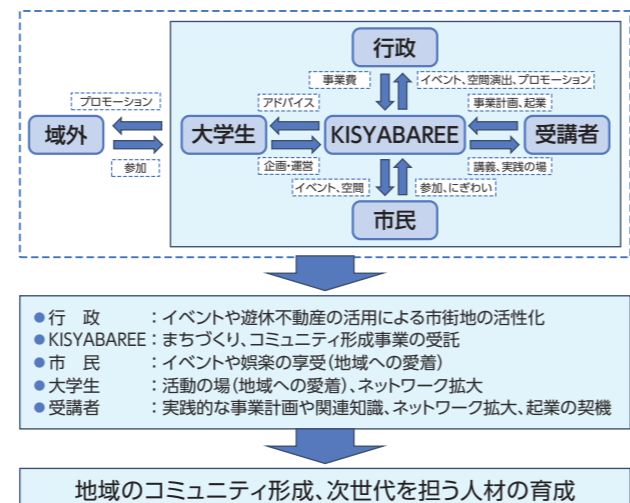 行政
事業費
イベント、空間演出、プロモーション
プロモーション
アドバイス
事業計画、起業
域外
大学生
KISYABAREE
受講者
参加
企画・運営
講義、実践の場
イベント、空間
参加、にぎわい
市民
●行　政　：イベントや遊休不動産の活用による市街地の活性化
●KISYABAREE：まちづくり、コミュニティ形成事業の受託
●市　民　：イベントや娯楽の享受(地域への愛着)
●大学生　：活動の場(地域への愛着)、ネットワーク拡大
●受講者　：実践的な事業計画や関連知識、ネットワーク拡大、起業の契機
地域のコミュニティ形成、次世代を担う人材の育成